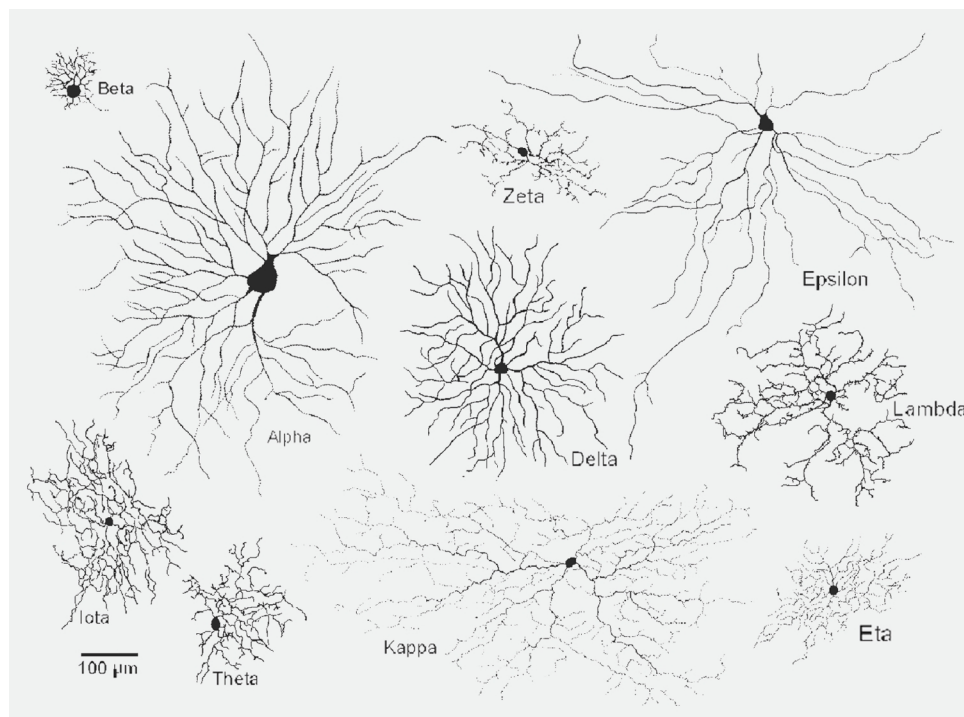 Beta
Zeta
Epsilon
Alpha
Delta
Lambda
Iota
Theta
Kappa
Eta
100 µm